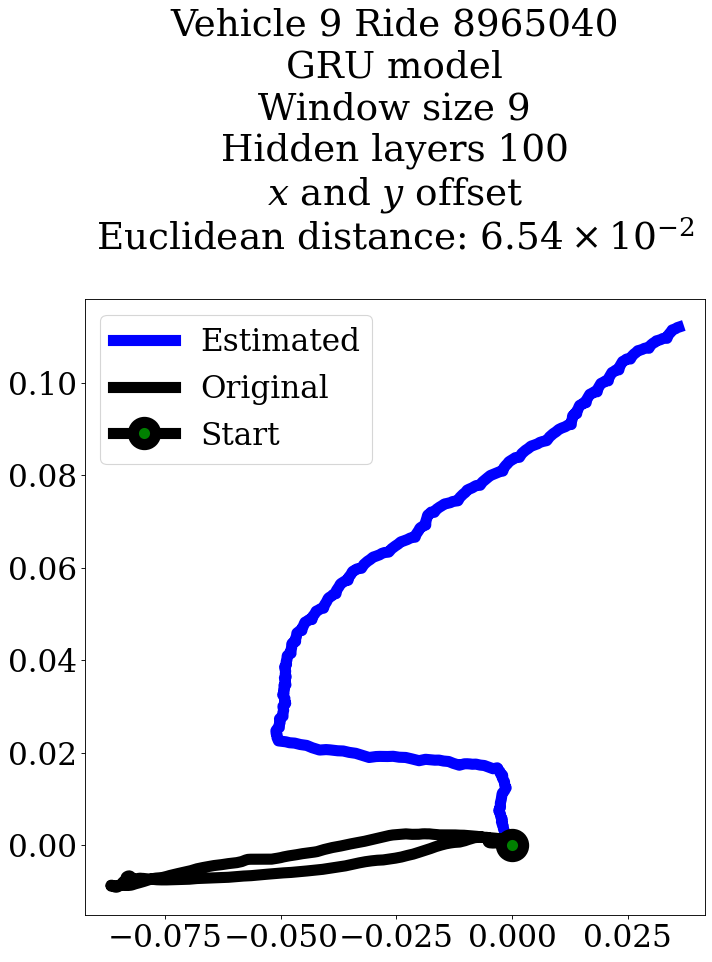 Vehicle 9 Ride 8965040
GRU model
Window size 9
Hidden layers 100
x and y offset
Euclidean distance: 6.54 × 10⁻²
Estimated
Original
Start
0.10
0.08
0.06
0.04
0.02
0.00
−0.075 −0.050 −0.025 0.000 0.025